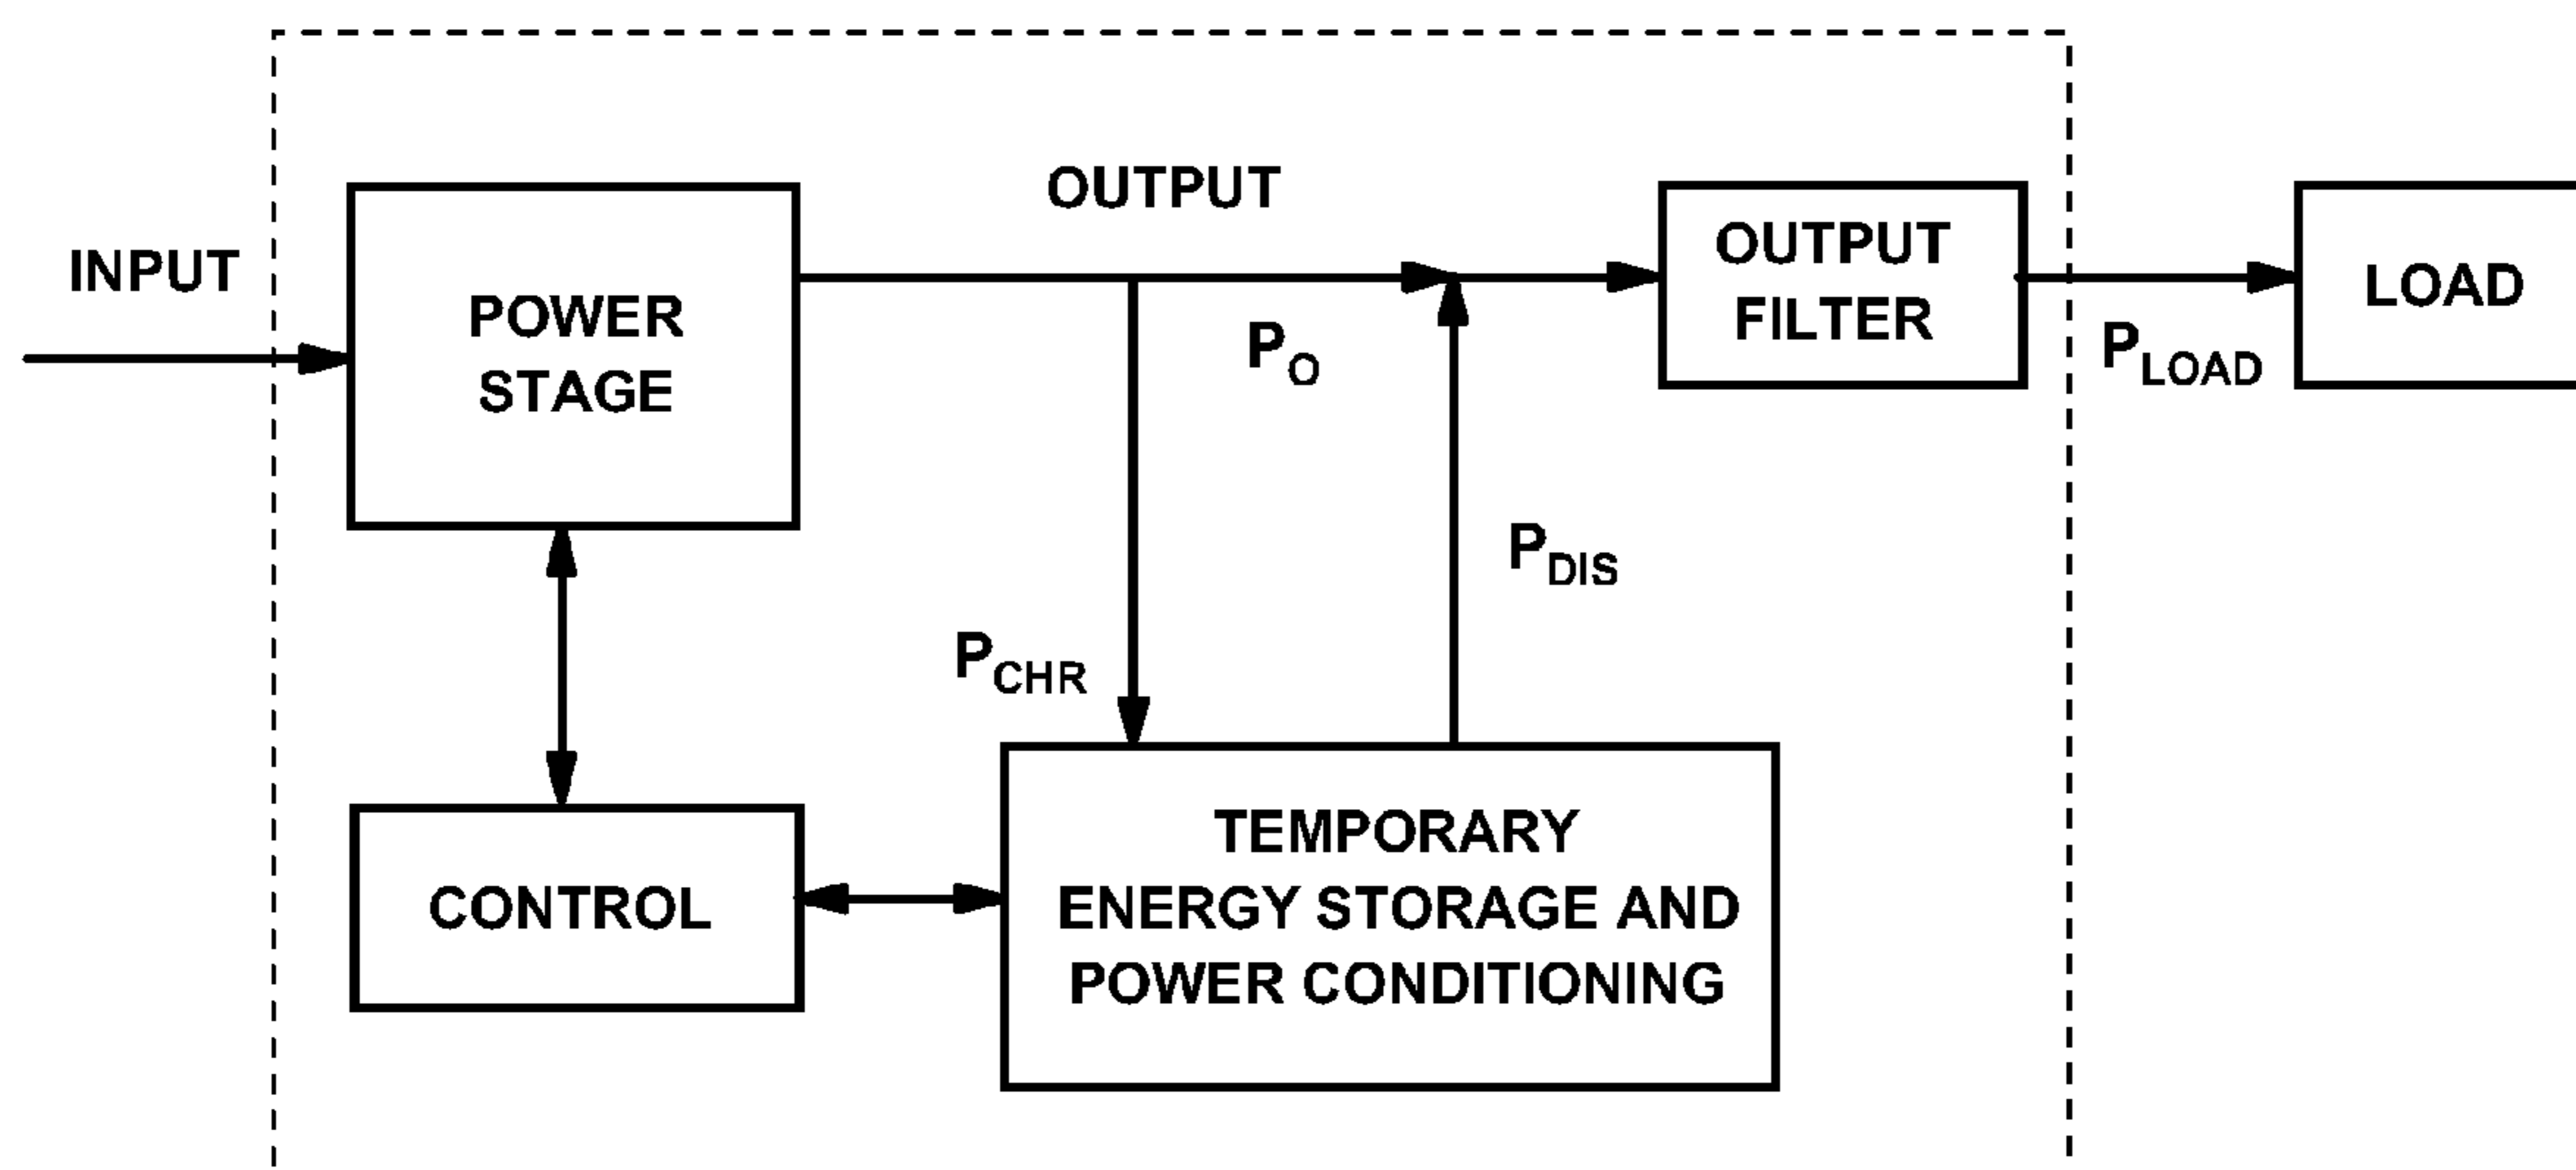 INPUT
POWER
STAGE
OUTPUT
P_O
OUTPUT
FILTER
P_LOAD
LOAD
P_DIS
P_CHR
CONTROL
TEMPORARY
ENERGY STORAGE AND
POWER CONDITIONING